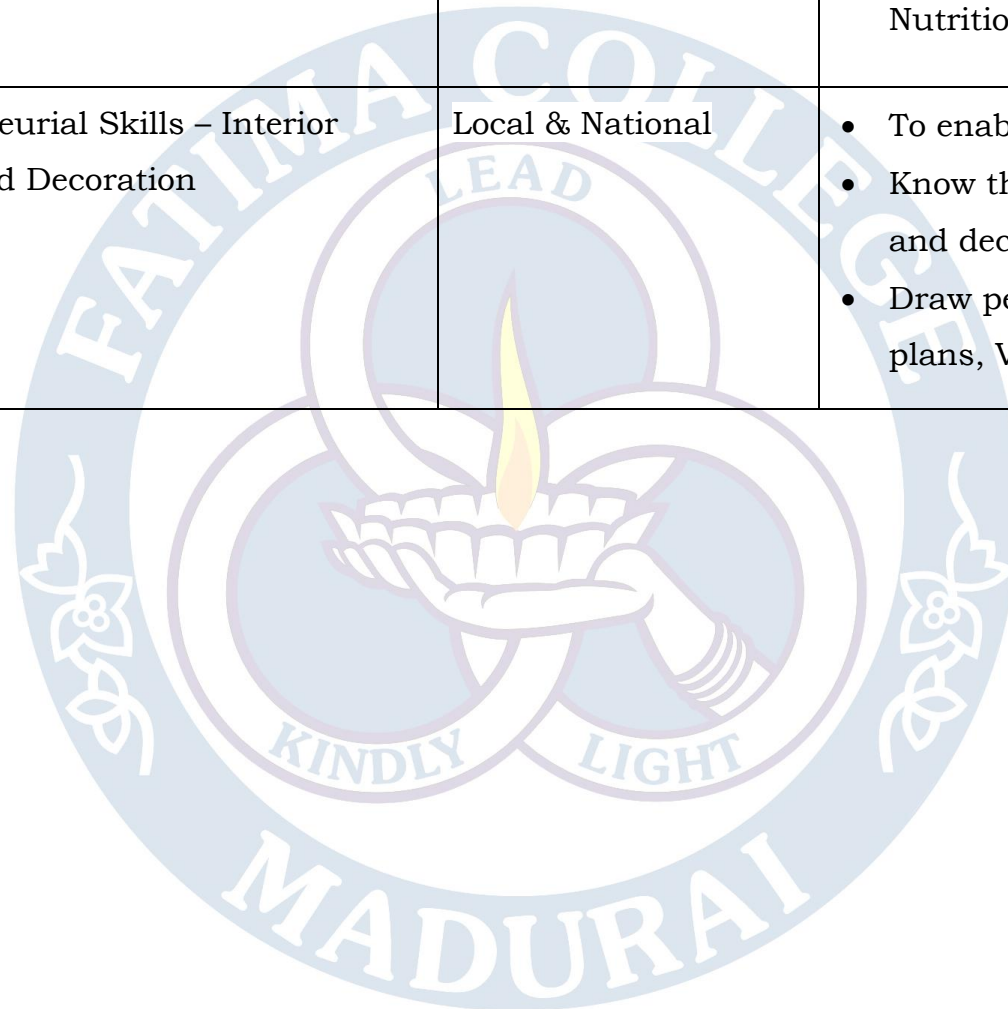 Nutritio
eurial Skills – Interior
d Decoration
Local & National
• To enab
• Know th
and dec
• Draw pe
plans, V
FATIMA COLLEGE
LEAD
KINDLY
LIGHT
MADURAI